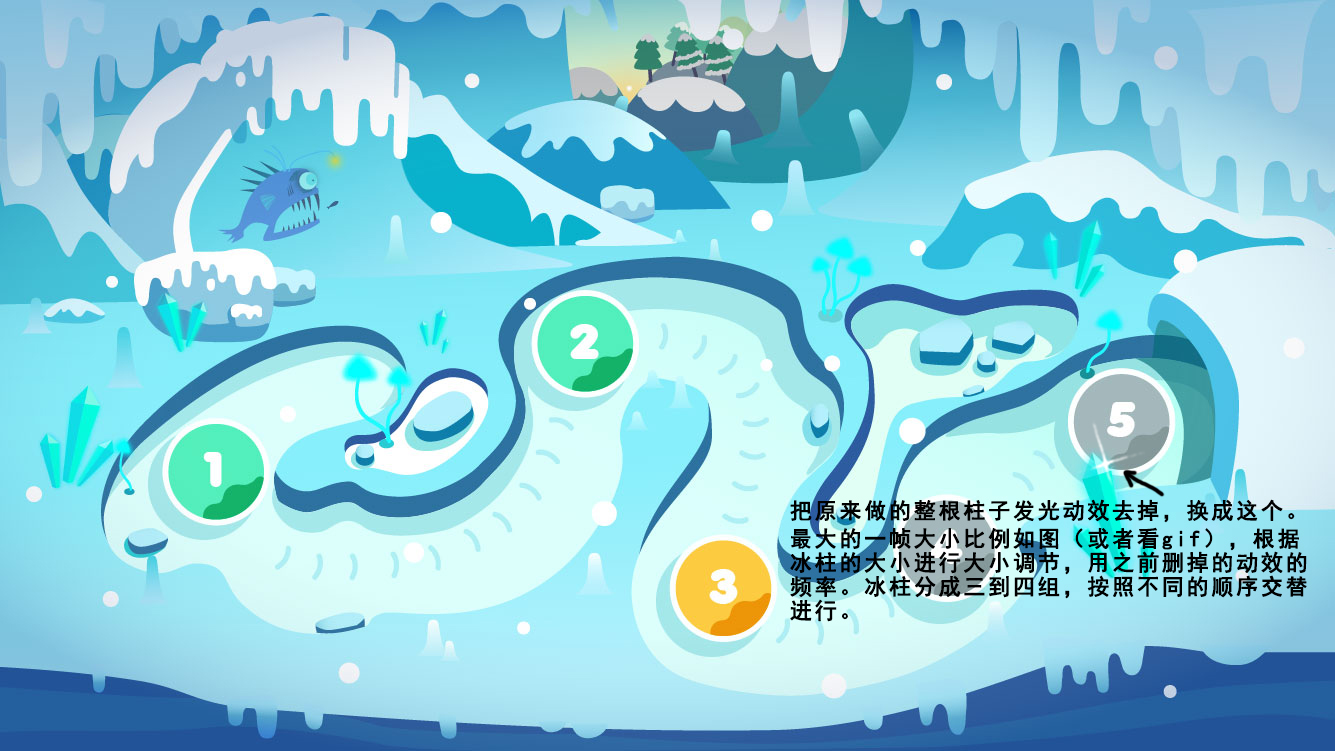 1
2
3
5
把原来做的整根柱子发光动效去掉，换成这个。
最大的一帧大小比例如图（或者看gif），根据
冰柱的大小进行大小调节，用之前删掉的动效的
频率。冰柱分成三到四组，按照不同的顺序交替
进行。